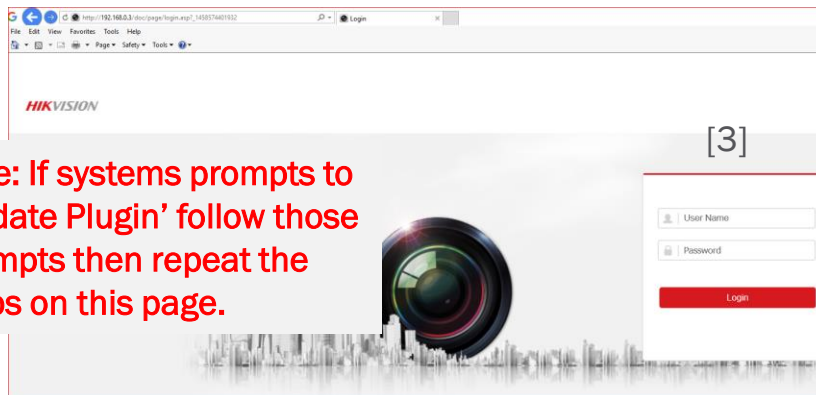 http://192.168.0.3/doc/page/login.asp?_1458574401932
Login
File Edit View Favorites Tools Help
Page Safety Tools
HIKVISION
[3]
e: If systems prompts to
date Plugin’ follow those
mpts then repeat the
os on this page.
User Name
Password
Login